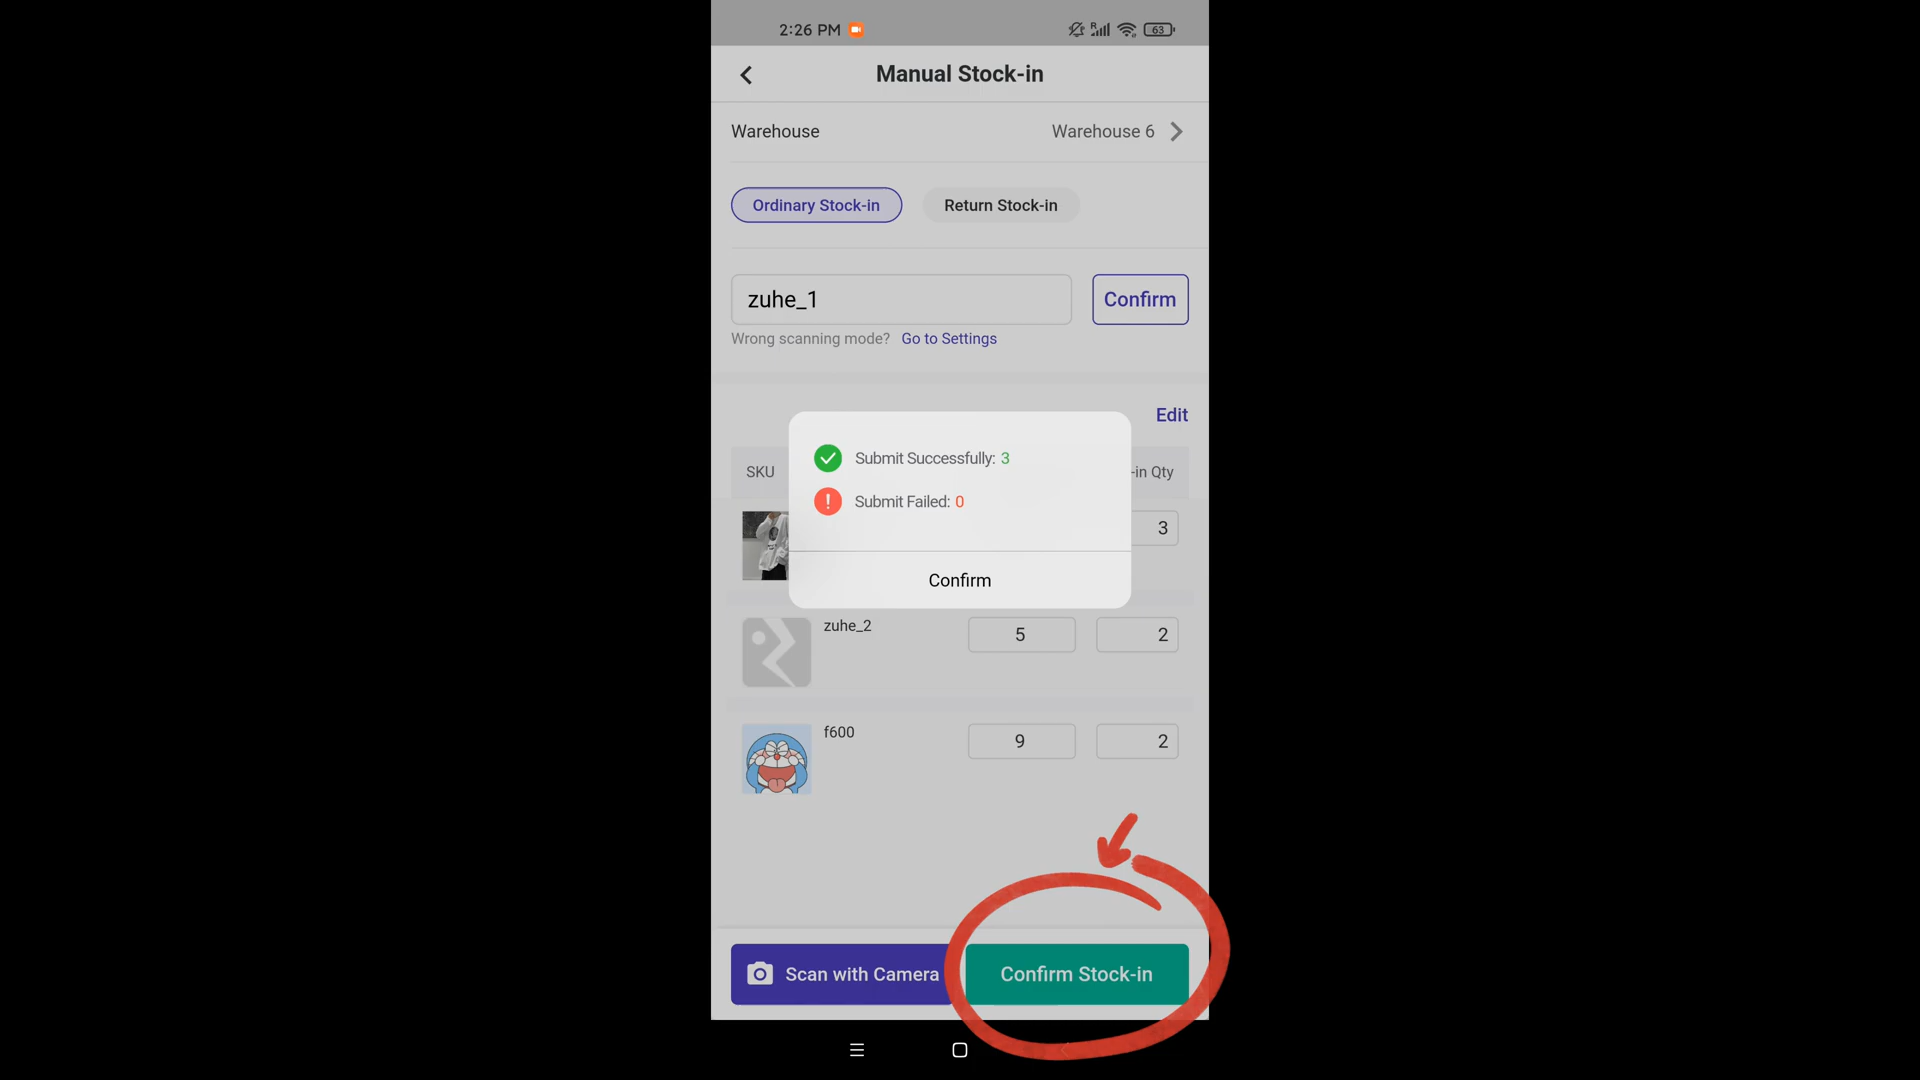 2:26 PM
R
63
Manual Stock-in
Warehouse
Warehouse 6
Ordinary Stock-in
Return Stock-in
zuhe_1
Confirm
Wrong scanning mode? Go to Settings
Edit
SKU
-in Qty
Submit Successfully: 3
Submit Failed: 0
Confirm
3
zuhe_2
5
2
f600
9
2
Scan with Camera
Confirm Stock-in